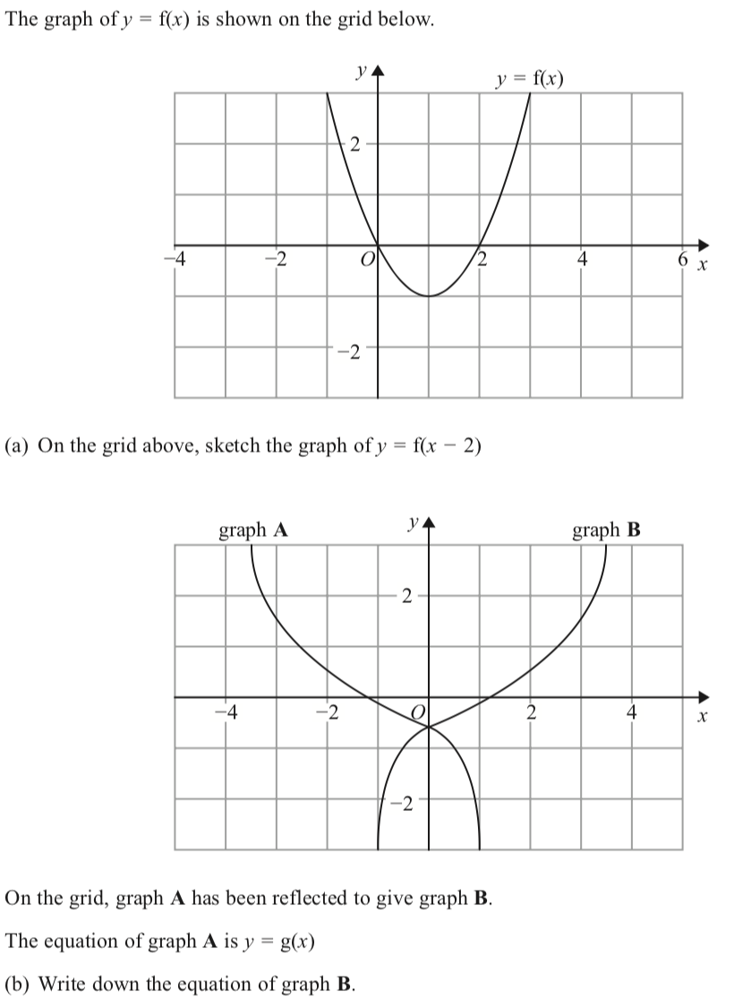 The graph of y = f(x) is shown on the grid below.
y
y = f(x)
2
−4 −2 O 2 4 6 x
−2
(a) On the grid above, sketch the graph of y = f(x − 2)
graph A y graph B
2
−4 −2 O 2 4 x
−2
On the grid, graph A has been reflected to give graph B.
The equation of graph A is y = g(x)
(b) Write down the equation of graph B.